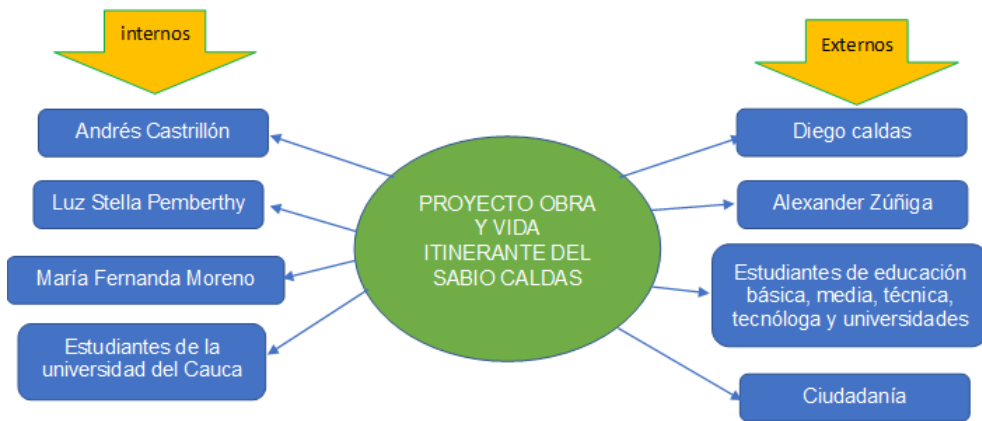 internos
Andrés Castrillón
Luz Stella Pemberthy
María Fernanda Moreno
Estudiantes de la
universidad del Cauca
PROYECTO OBRA
Y VIDA
ITINERANTE DEL
SABIO CALDAS
Externos
Diego caldas
Alexander Zúñiga
Estudiantes de educación
básica, media, técnica,
tecnóloga y universidades
Ciudadanía